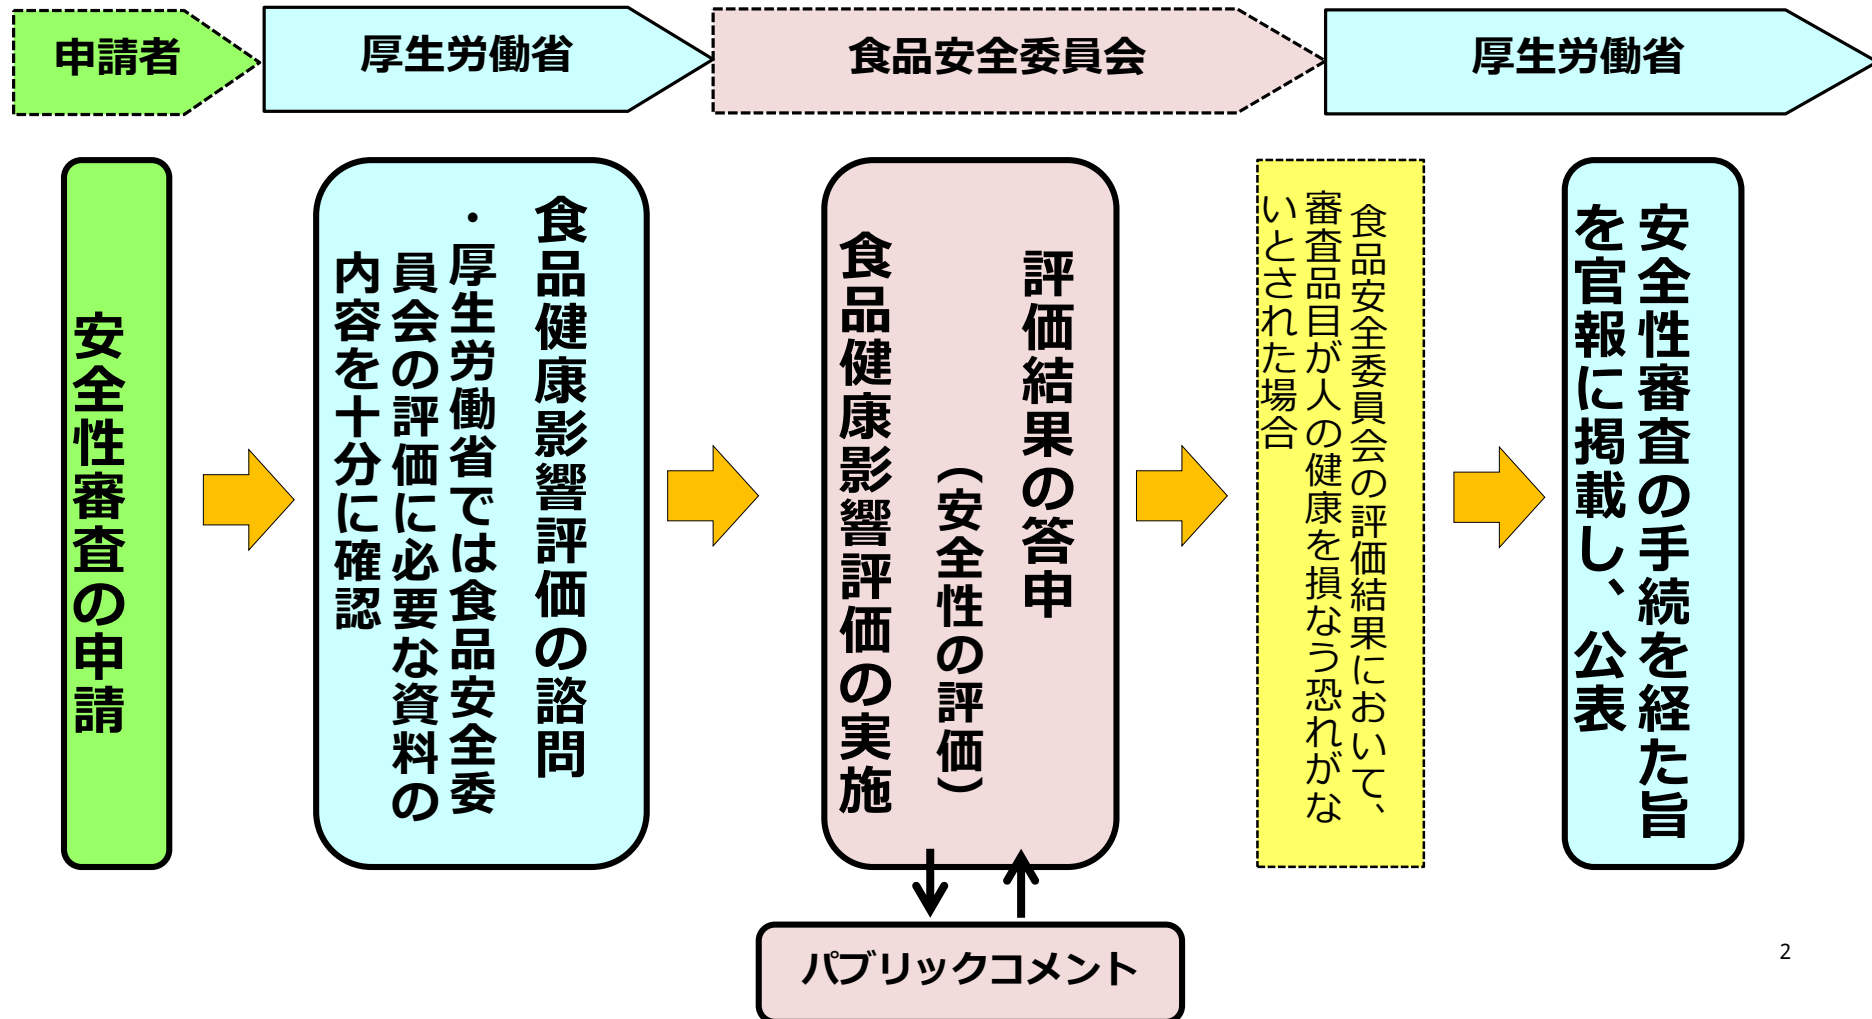 申請者
厚生労働省
食品安全委員会
厚生労働省
安全性審査の申請
食品健康影響評価の諮問
・厚生労働省では食品安全委
員会の評価に必要な資料の
内容を十分に確認
評価結果の答申
（安全性の評価）
食品健康影響評価の実施
食品安全委員会の評価結果において、
審査品目が人の健康を損なう恐れがな
いとされた場合
安全性審査の手続を経た旨
を官報に掲載し、公表
パブリックコメント
2